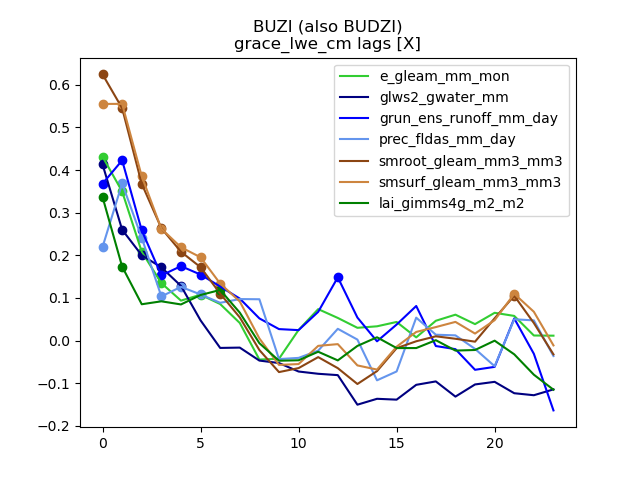 BUZI (also BUDZI)
grace_lwe_cm lags [X]
e_gleam_mm_mon
glws2_gwater_mm
grun_ens_runoff_mm_day
prec_fldas_mm_day
smroot_gleam_mm3_mm3
smsurf_gleam_mm3_mm3
lai_gimms4g_m2_m2
0.6
0.5
0.4
0.3
0.2
0.1
0.0
−0.1
−0.2
0 5 10 15 20